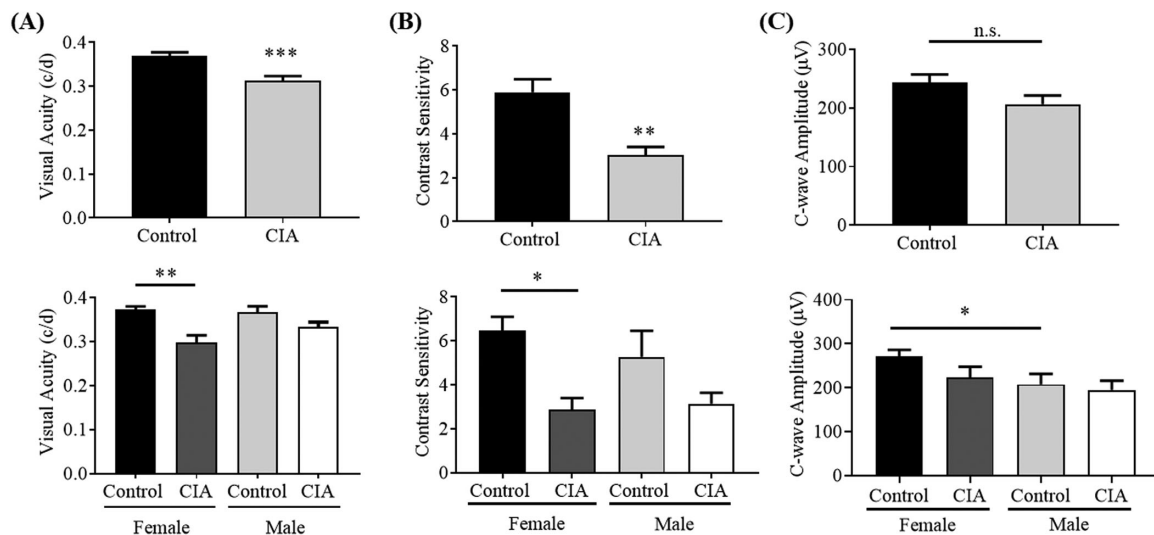 (A)
Visual Acuity (c/d)
0.4
0.3
0.2
0.1
0.0
***
Control CIA
(B)
Contrast Sensitivity
8
6
4
2
0
**
Control CIA
(C)
C-wave Amplitude (µV)
300
200
100
0
n.s.
Control CIA
Visual Acuity (c/d)
0.4
0.3
0.2
0.1
0.0
**
Control CIA Control CIA
Female Male
Contrast Sensitivity
8
6
4
2
0
*
Control CIA Control CIA
Female Male
C-wave Amplitude (µV)
400
300
200
100
0
*
Control CIA Control CIA
Female Male